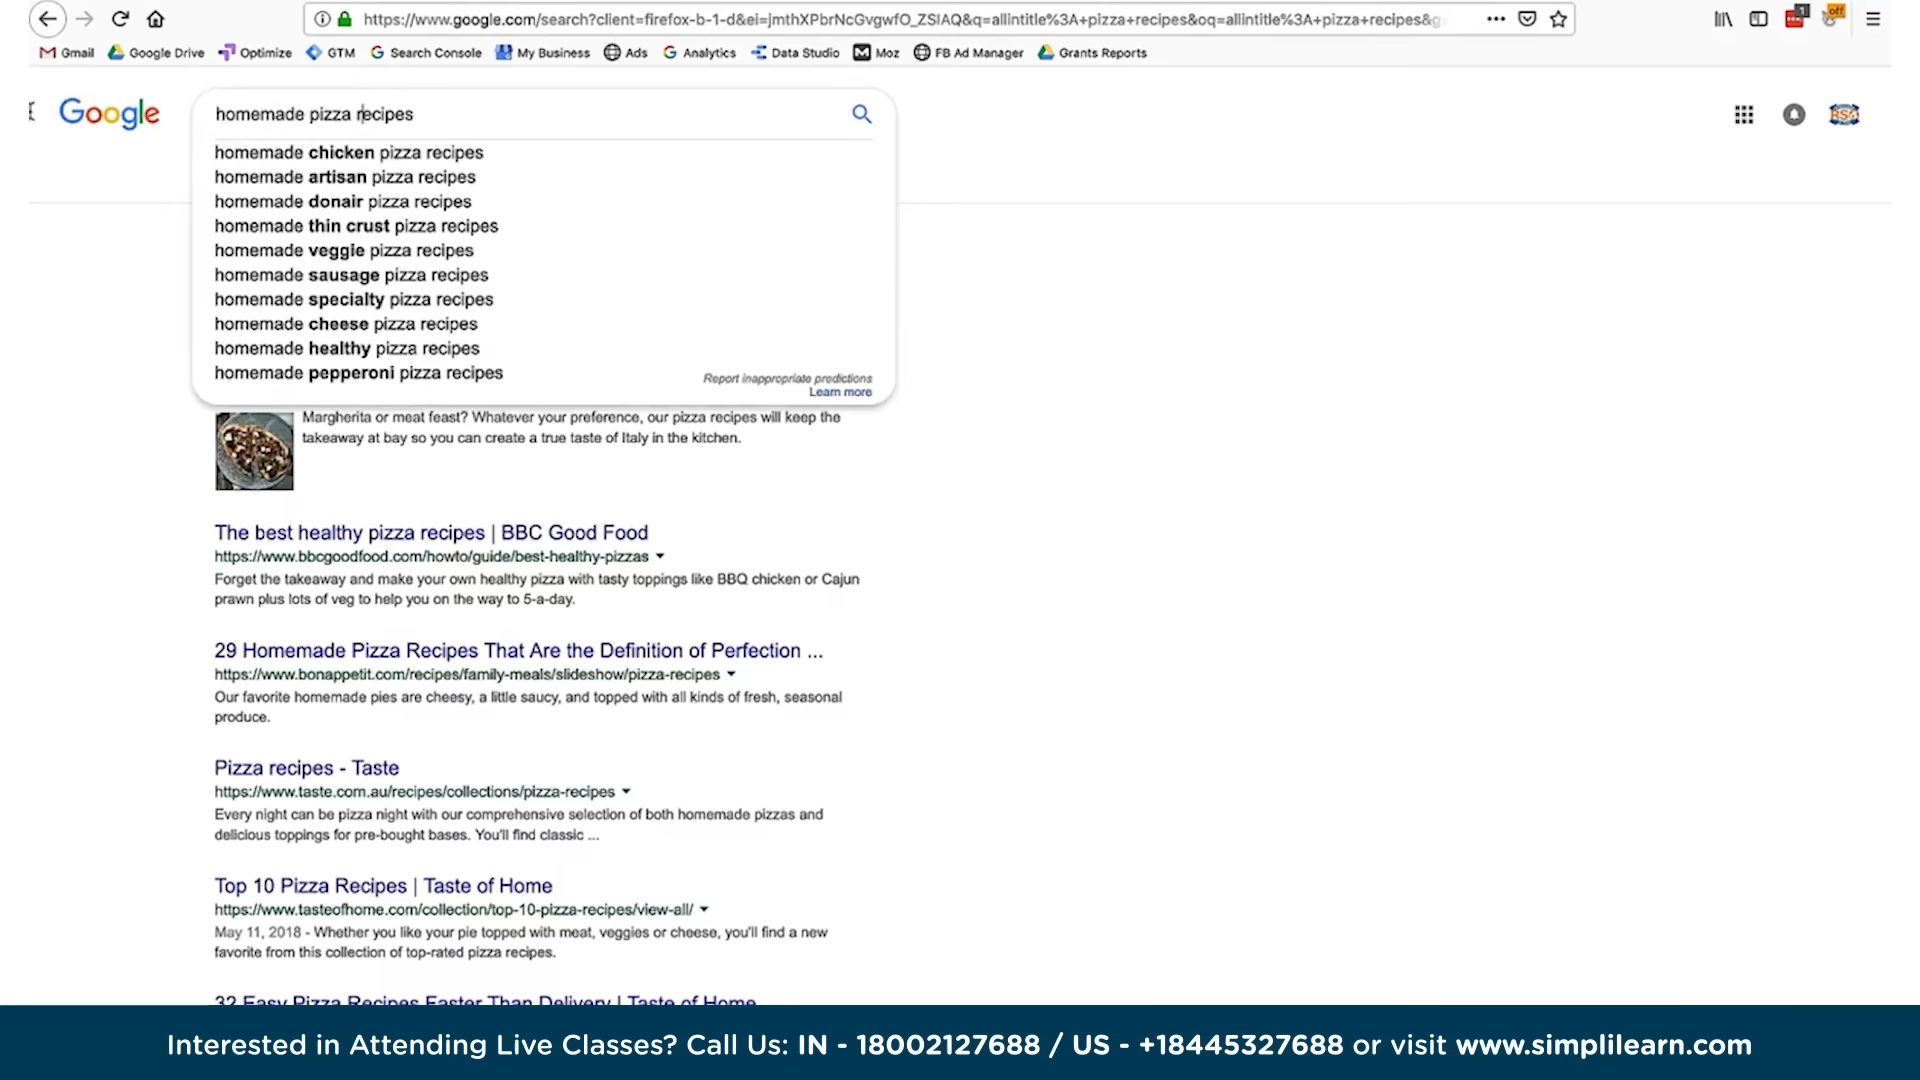 https://www.google.com/search?client=firefox-b-1-d&ei=jmthXPbrNcGvgwfO_ZSIAQ&q=allintitle%3A+pizza+recipes&oq=allintitle%3A+pizza+recipes&g
Gmail Google Drive Optimize GTM Search Console My Business Ads Analytics Data Studio Moz FB Ad Manager Grants Reports
1
off
Google
homemade pizza recipes
RSO
homemade chicken pizza recipes
homemade artisan pizza recipes
homemade donair pizza recipes
homemade thin crust pizza recipes
homemade veggie pizza recipes
homemade sausage pizza recipes
homemade specialty pizza recipes
homemade cheese pizza recipes
homemade healthy pizza recipes
homemade pepperoni pizza recipes
Report inappropriate predictions
Learn more
Margherita or meat feast? Whatever your preference, our pizza recipes will keep the
takeaway at bay so you can create a true taste of Italy in the kitchen.
The best healthy pizza recipes | BBC Good Food
https://www.bbcgoodfood.com/howto/guide/best-healthy-pizzas
Forget the takeaway and make your own healthy pizza with tasty toppings like BBQ chicken or Cajun
prawn plus lots of veg to help you on the way to 5-a-day.
29 Homemade Pizza Recipes That Are the Definition of Perfection ...
https://www.bonappetit.com/recipes/family-meals/slideshow/pizza-recipes
Our favorite homemade pies are cheesy, a little saucy, and topped with all kinds of fresh, seasonal
produce.
Pizza recipes - Taste
https://www.taste.com.au/recipes/collections/pizza-recipes
Every night can be pizza night with our comprehensive selection of both homemade pizzas and
delicious toppings for pre-bought bases. You'll find classic ...
Top 10 Pizza Recipes | Taste of Home
https://www.tasteofhome.com/collection/top-10-pizza-recipes/view-all/
May 11, 2018 - Whether you like your pie topped with meat, veggies or cheese, you'll find a new
favorite from this collection of top-rated pizza recipes.
32 Easy Pizza Recipes Faster Than Delivery | Taste of Home
Interested in Attending Live Classes? Call Us: IN - 18002127688 / US - +18445327688 or visit www.simplilearn.com